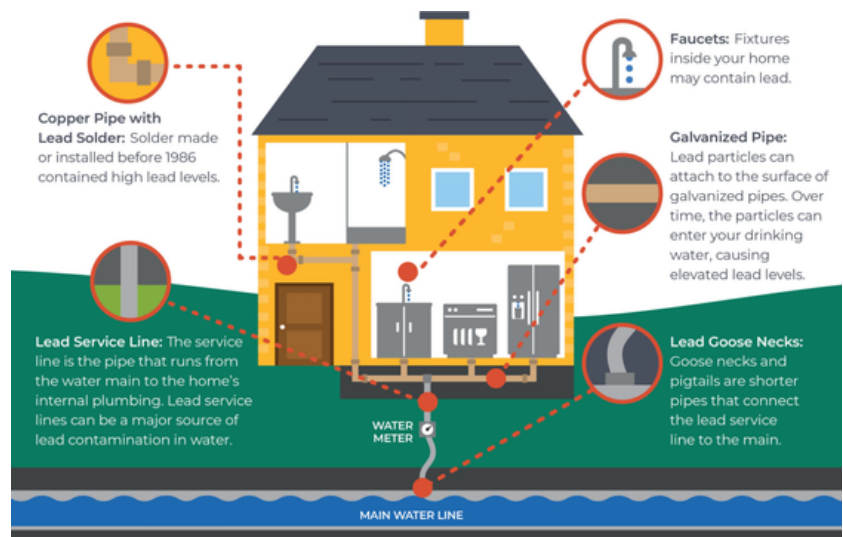 Copper Pipe with
Lead Solder: Solder made
or installed before 1986
contained high lead levels.
Faucets: Fixtures
inside your home
may contain lead.
Galvanized Pipe:
Lead particles can
attach to the surface of
galvanized pipes. Over
time, the particles can
enter your drinking
water, causing
elevated lead levels.
Lead Service Line: The service
line is the pipe that runs from
the water main to the home's
internal plumbing. Lead service
lines can be a major source of
lead contamination in water.
Lead Goose Necks:
Goose necks and
pigtails are shorter
pipes that connect
the lead service
line to the main.
WATER
METER
MAIN WATER LINE